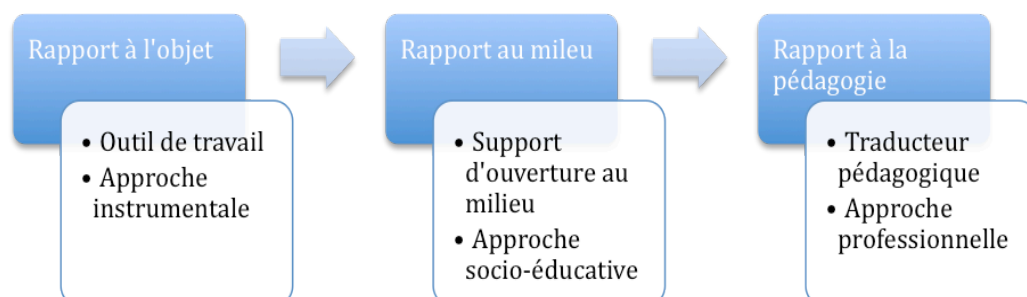 Rapport à l'objet
• Outil de travail
• Approche
instrumentale
Rapport au mileu
• Support
d'ouverture au
milieu
• Approche
socio-éducative
Rapport à la
pédagogie
• Traducteur
pédagogique
• Approche
professionnelle